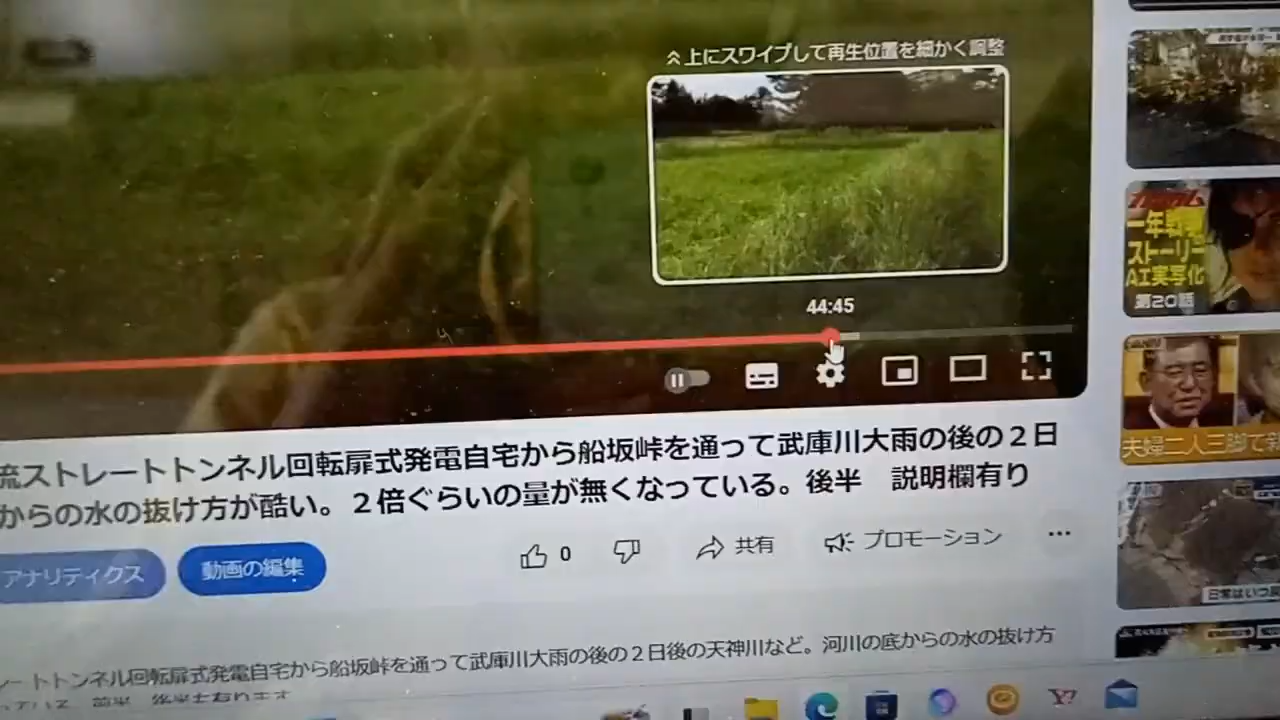 上にスワイプして再生位置を細かく調整
44:45
流ストレートトンネル回転扉式発電自宅から船坂峠を通って武庫川大雨の後の2日
からの水の抜け方が酷い。2倍ぐらいの量が無くなっている。後半　説明欄有り
アナリティクス
動画の編集
0
共有
プロモーション
ートトンネル回転扉式発電自宅から船坂峠を通って武庫川大雨の後の2日後の天神川など。河川の底からの水の抜け方
一年戦争
ストーリー
AI実写化
第20話
夫婦二人三脚で
日常はいつ